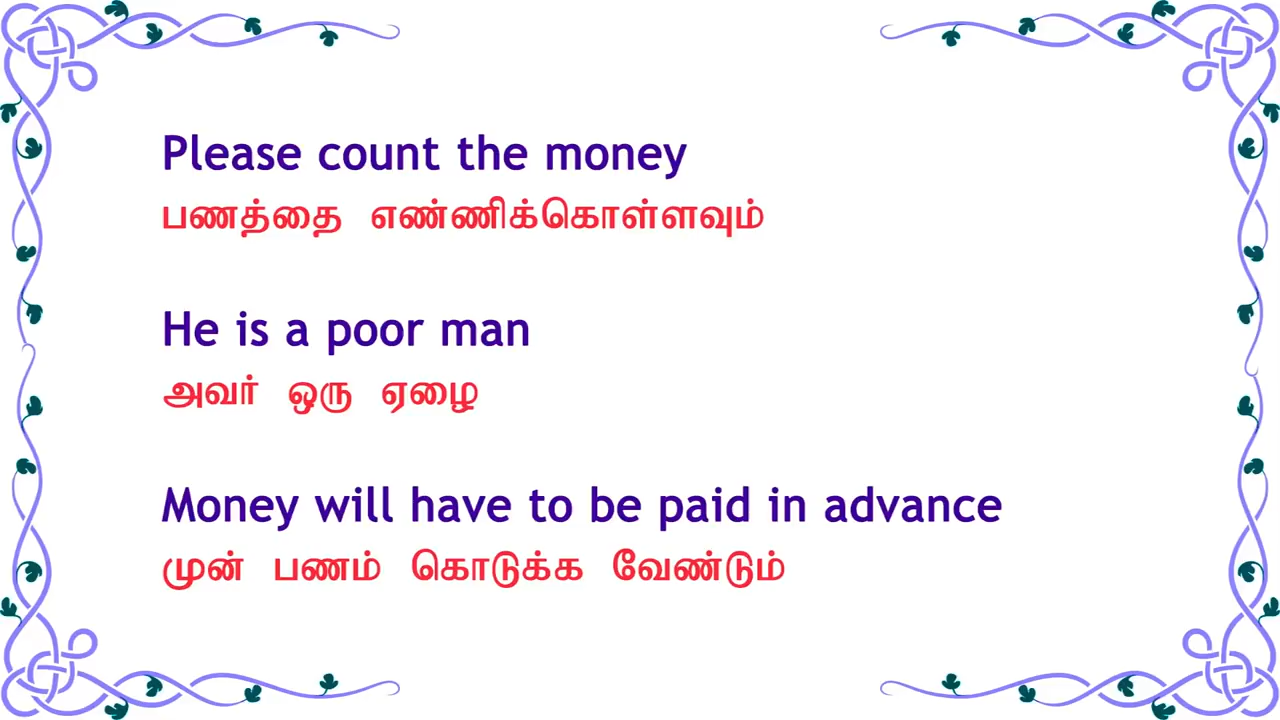 Please count the money
பணத்தை எண்ணிக்கொள்ளவும்
He is a poor man
அவர் ஒரு ஏழை
Money will have to be paid in advance
முன் பணம் கொடுக்க வேண்டும்